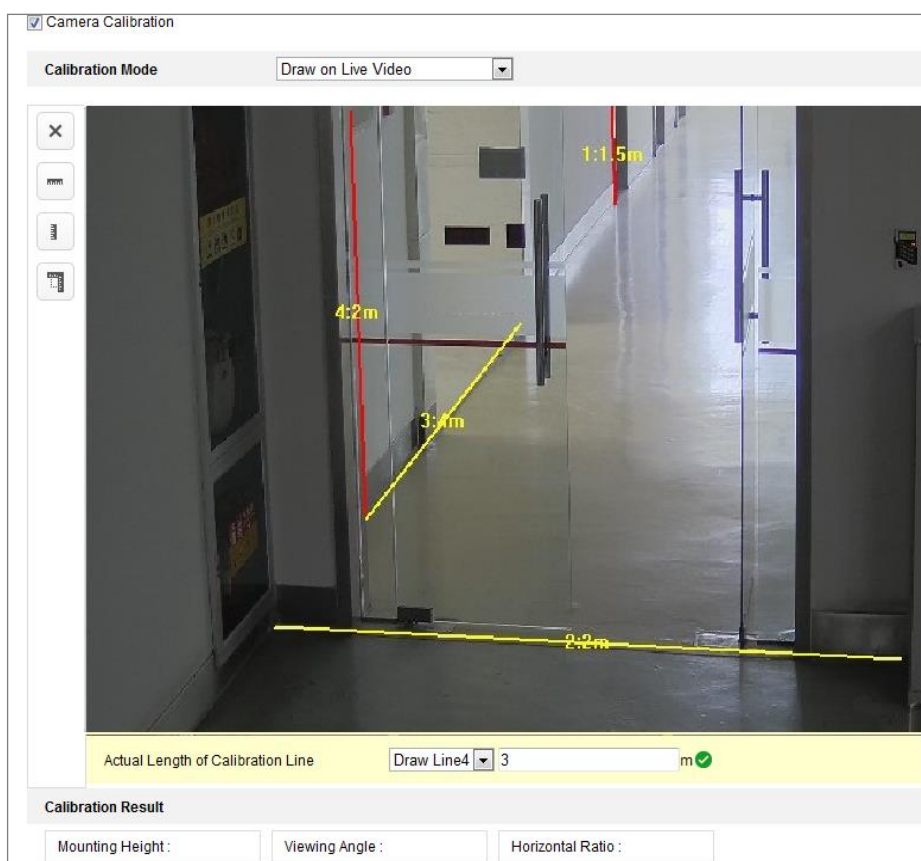 Camera Calibration
Calibration Mode
Draw on Live Video
1:1.5m
4:2m
3:4m
2:2m
Actual Length of Calibration Line
Draw Line4
3
m
Calibration Result
Mounting Height :
Viewing Angle :
Horizontal Ratio :